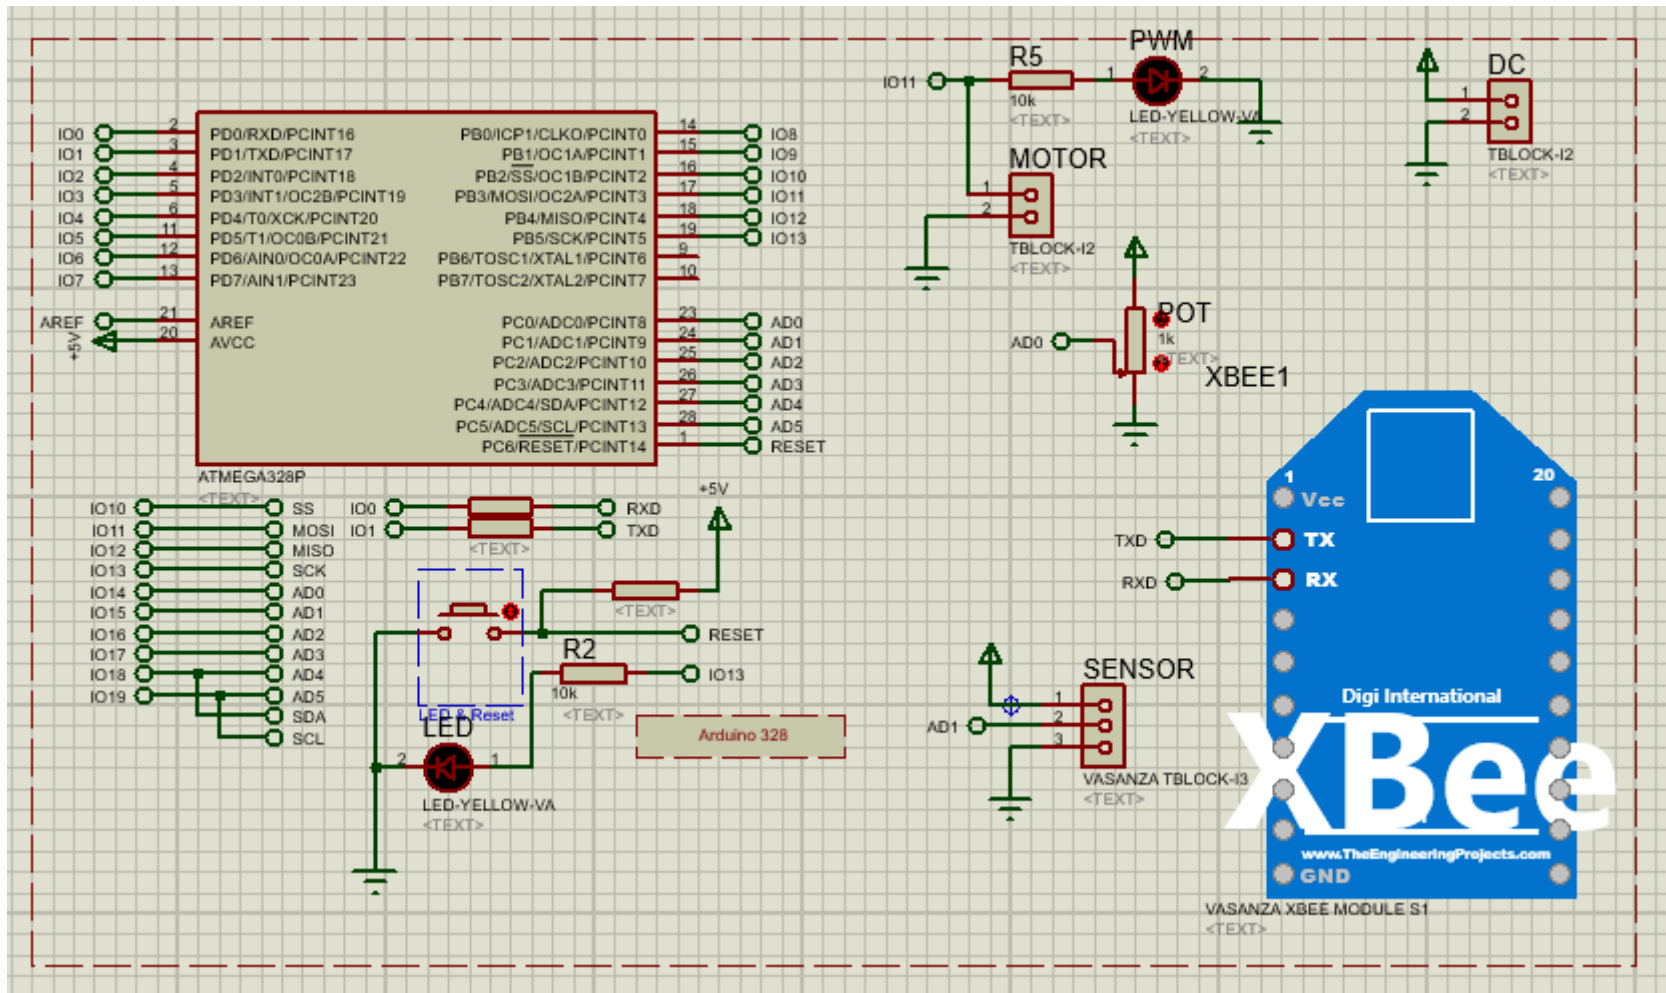 PWM
R5
IO11
1
2
10k
<TEXT>
LED-YELLOW-VA
<TEXT>
DC
1
2
TBLOCK-I2
<TEXT>
MOTOR
1
2
TBLOCK-I2
<TEXT>
IO0 2 PD0/RXD/PCINT16 PB0/ICP1/CLKO/PCINT0 14 IO8
IO1 3 PD1/TXD/PCINT17 PB1/OC1A/PCINT1 15 IO9
IO2 4 PD2/INT0/PCINT18 PB2/SS/OC1B/PCINT2 16 IO10
IO3 5 PD3/INT1/OC2B/PCINT19 PB3/MOSI/OC2A/PCINT3 17 IO11
IO4 6 PD4/T0/XCK/PCINT20 PB4/MISO/PCINT4 18 IO12
IO5 11 PD5/T1/OC0B/PCINT21 PB5/SCK/PCINT5 19 IO13
IO6 12 PD6/AIN0/OC0A/PCINT22 PB6/TOSC1/XTAL1/PCINT6 9
IO7 13 PD7/AIN1/PCINT23 PB7/TOSC2/XTAL2/PCINT7 10
AREF 21 AREF PC0/ADC0/PCINT8 23 AD0
+5V 20 AVCC PC1/ADC1/PCINT9 24 AD1
PC2/ADC2/PCINT10 25 AD2
PC3/ADC3/PCINT11 26 AD3
PC4/ADC4/SDA/PCINT12 27 AD4
PC5/ADC5/SCL/PCINT13 28 AD5
PC6/RESET/PCINT14 1 RESET
ATMEGA328P
<TEXT>
POT
AD0
1k
<TEXT>
XBEE1
IO10 SS
IO11 MOSI
IO12 MISO
IO13 SCK
IO14 AD0
IO15 AD1
IO16 AD2
IO17 AD3
IO18 AD4
IO19 AD5
SDA
SCL
IO0 RXD
IO1 TXD
<TEXT>
+5V
<TEXT>
RESET
R2
IO13
10k
<TEXT>
LED & Reset
LED
2 1
LED-YELLOW-VA
<TEXT>
Arduino 328
SENSOR
1
AD1 2
3
VASANZA TBLOCK-I3
<TEXT>
1 20
Vcc
TXD TX
RXD RX
Digi International
XBee
www.TheEngineeringProjects.com
GND
VASANZA XBEE MODULE S1
<TEXT>